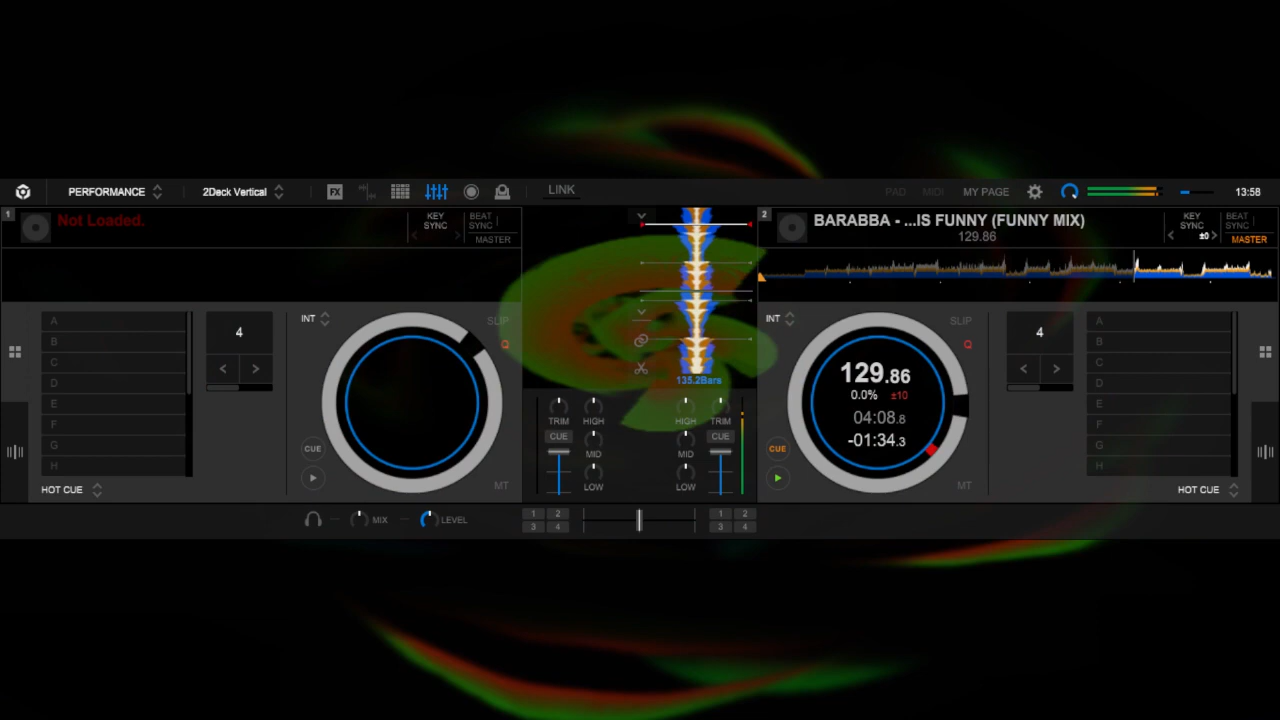 PERFORMANCE 2Deck Vertical FX LINK PAD MIDI MY PAGE 13:58
1 Not Loaded. KEY SYNC BEAT SYNC MASTER
2 BARABBA - ...IS FUNNY (FUNNY MIX) KEY SYNC ±0 BEAT SYNC MASTER
129.86
A
B
C
D
E
F
G
H
HOT CUE
4
INT
SLIP
Q
CUE
MT
135.2Bars
TRIM HIGH HIGH TRIM
CUE CUE
MID MID
LOW LOW
INT
SLIP
Q
129.86
0.0% ±10
04:08.8
-01:34.3
CUE
MT
4
A
B
C
D
E
F
G
H
HOT CUE
MIX LEVEL
1 2 1 2
3 4 3 4